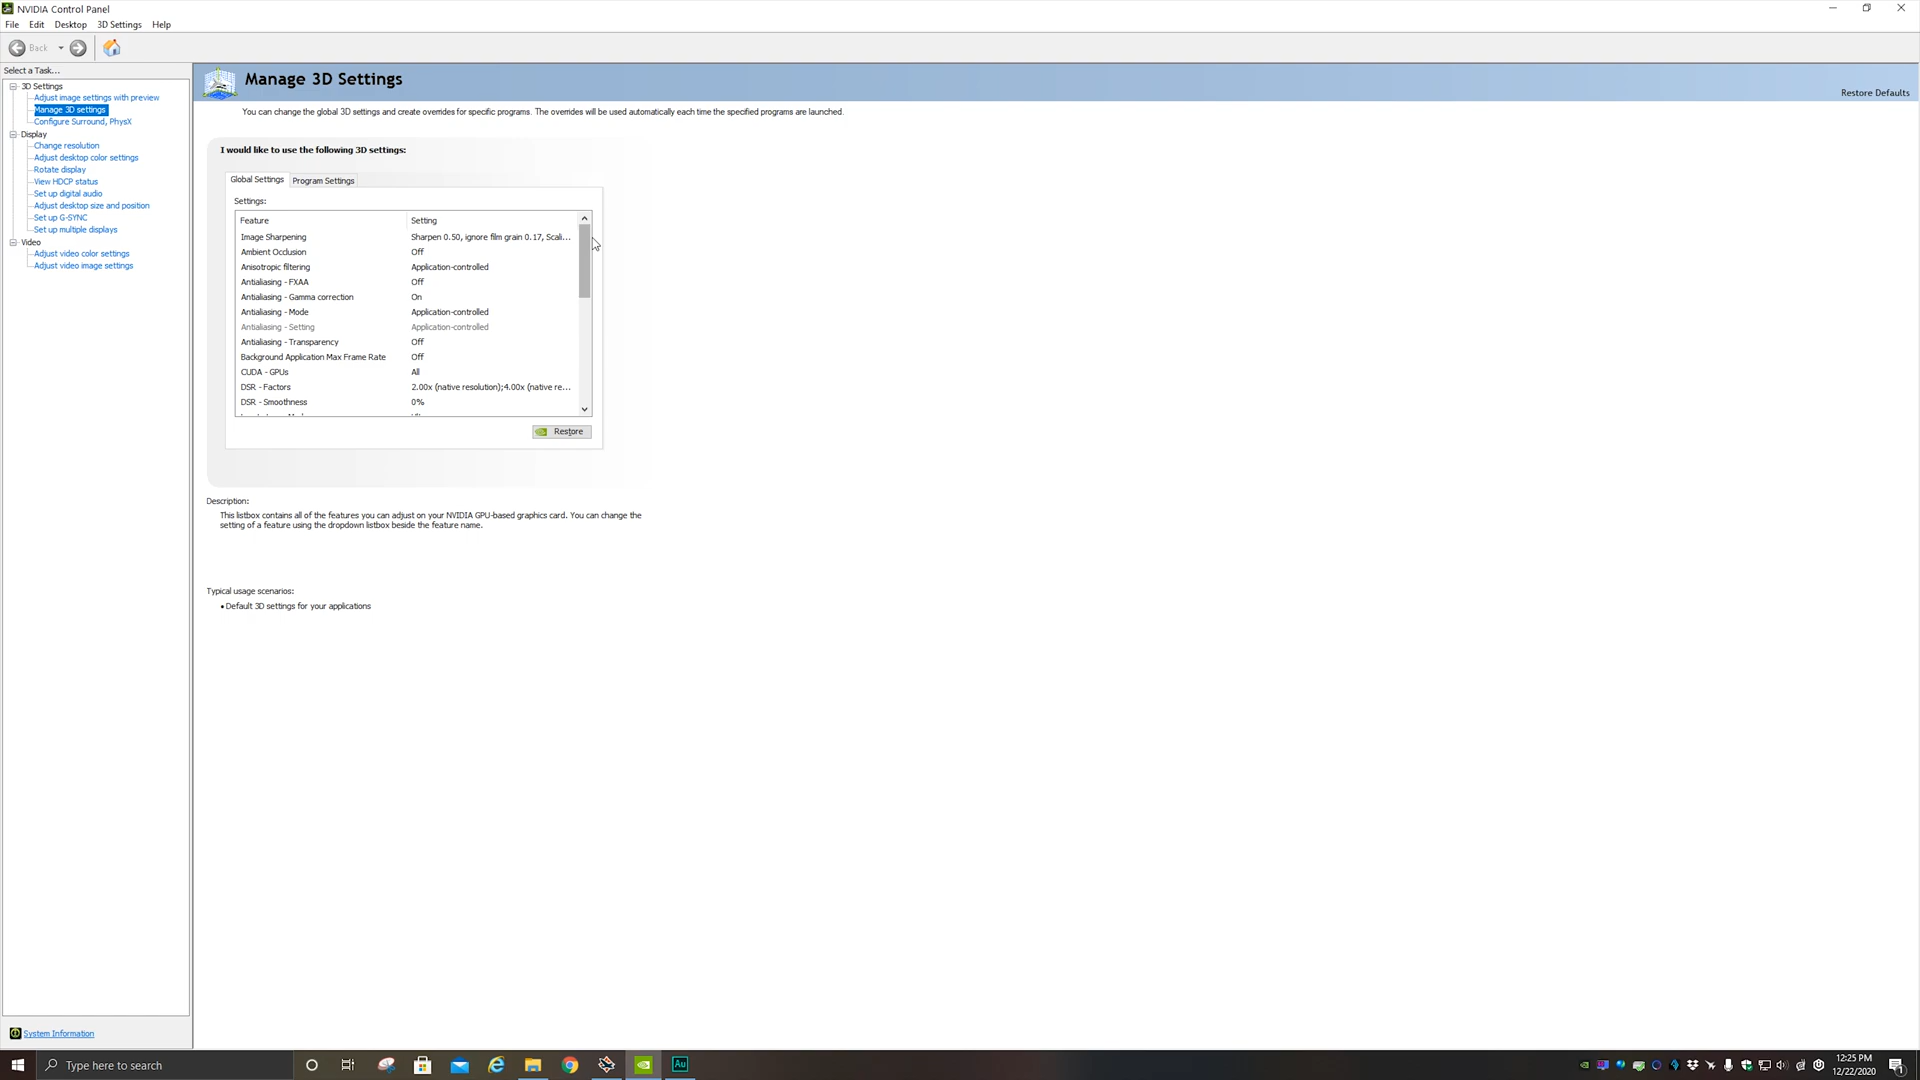 NVIDIA Control Panel
File Edit Desktop 3D Settings Help
Back
Select a Task...
3D Settings
Adjust image settings with preview
Manage 3D settings
Configure Surround, PhysX
Display
Change resolution
Adjust desktop color settings
Rotate display
View HDCP status
Set up digital audio
Adjust desktop size and position
Set up G-SYNC
Set up multiple displays
Video
Adjust video color settings
Adjust video image settings
System Information
Manage 3D Settings
Restore Defaults
You can change the global 3D settings and create overrides for specific programs. The overrides will be used automatically each time the specified programs are launched.
I would like to use the following 3D settings:
Global Settings Program Settings
Settings:
Feature Setting
Image Sharpening Sharpen 0.50, ignore film grain 0.17, Scali...
Ambient Occlusion Off
Anisotropic filtering Application-controlled
Antialiasing - FXAA Off
Antialiasing - Gamma correction On
Antialiasing - Mode Application-controlled
Antialiasing - Setting Application-controlled
Antialiasing - Transparency Off
Background Application Max Frame Rate Off
CUDA - GPUs All
DSR - Factors 2.00x (native resolution);4.00x (native re...
DSR - Smoothness 0%
Restore
Description:
This listbox contains all of the features you can adjust on your NVIDIA GPU-based graphics card. You can change the
setting of a feature using the dropdown listbox beside the feature name.
Typical usage scenarios:
• Default 3D settings for your applications
Type here to search
Au
12:25 PM
12/22/2020